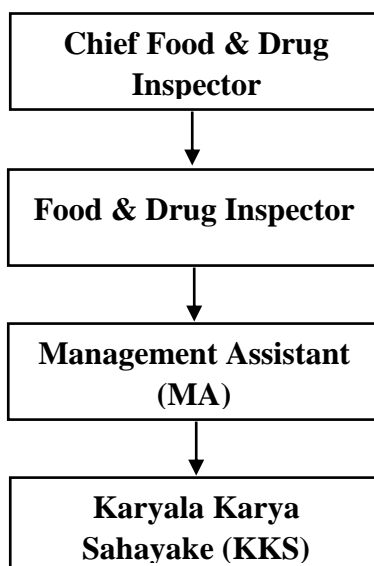 Chief Food & Drug
Inspector
Food & Drug Inspector
Management Assistant
(MA)
Karyala Karya
Sahayake (KKS)